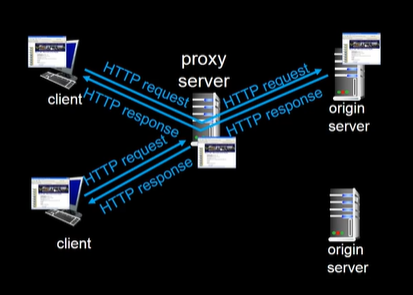 proxy
server
HTTP request
HTTP response
client
HTTP request
HTTP response
origin
server
HTTP request
HTTP response
client
origin
server